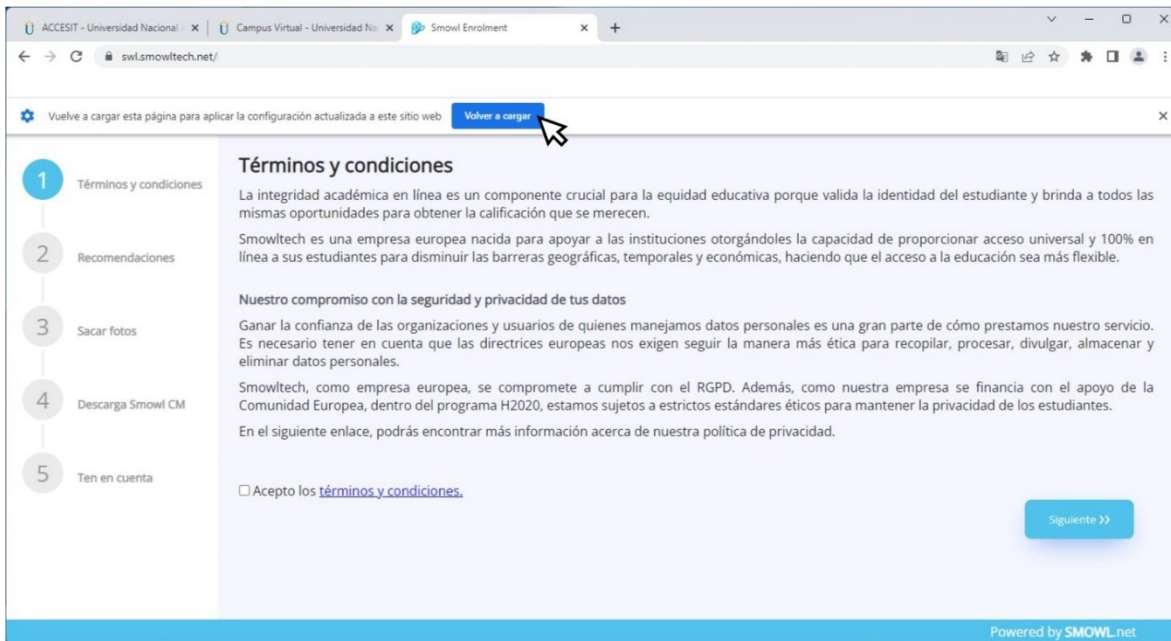 ACCESIT - Universidad Nacional
Campus Virtual - Universidad Na
Smowl Enrolment
swl.smowltech.net/
Vuelve a cargar esta página para aplicar la configuración actualizada a este sitio web
Volver a cargar
1
Términos y condiciones
2
Recomendaciones
3
Sacar fotos
4
Descarga Smowl CM
5
Ten en cuenta
Términos y condiciones
La integridad académica en línea es un componente crucial para la equidad educativa porque valida la identidad del estudiante y brinda a todos las
mismas oportunidades para obtener la calificación que se merecen.
Smowltech es una empresa europea nacida para apoyar a las instituciones otorgándoles la capacidad de proporcionar acceso universal y 100% en
línea a sus estudiantes para disminuir las barreras geográficas, temporales y económicas, haciendo que el acceso a la educación sea más flexible.
Nuestro compromiso con la seguridad y privacidad de tus datos
Ganar la confianza de las organizaciones y usuarios de quienes manejamos datos personales es una gran parte de cómo prestamos nuestro servicio.
Es necesario tener en cuenta que las directrices europeas nos exigen seguir la manera más ética para recopilar, procesar, divulgar, almacenar y
eliminar datos personales.
Smowltech, como empresa europea, se compromete a cumplir con el RGPD. Además, como nuestra empresa se financia con el apoyo de la
Comunidad Europea, dentro del programa H2020, estamos sujetos a estrictos estándares éticos para mantener la privacidad de los estudiantes.
En el siguiente enlace, podrás encontrar más información acerca de nuestra política de privacidad.
Acepto los términos y condiciones.
Siguiente >>
Powered by SMOWL.net